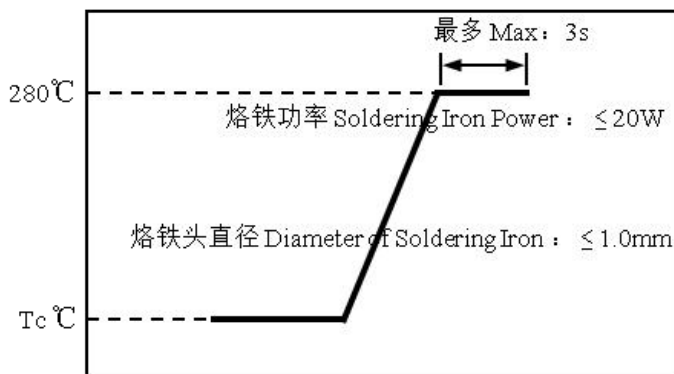 最多 Max：3s
280℃
烙铁功率 Soldering Iron Power：≤20W
烙铁头直径 Diameter of Soldering Iron：≤1.0mm
Tc ℃